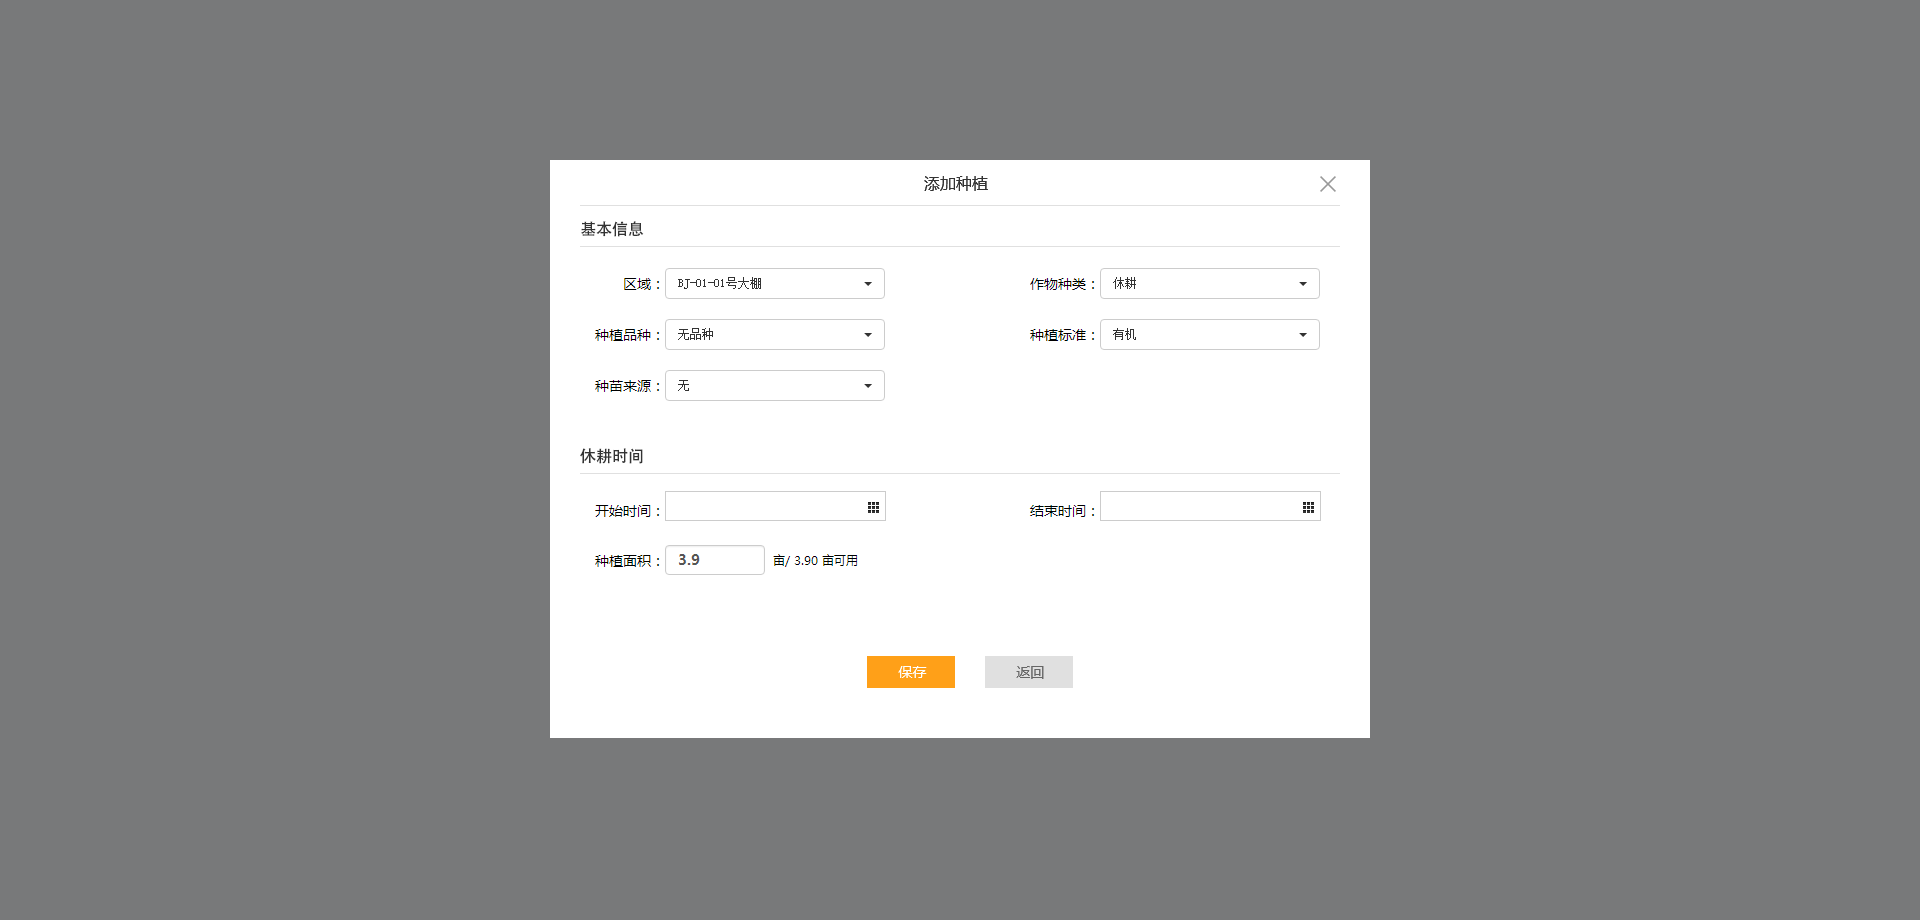 添加种植
基本信息
区域： BJ-01-01号大棚 作物种类： 休耕
种植品种： 无品种 种植标准： 有机
种苗来源： 无
休耕时间
开始时间： 结束时间：
种植面积： 3.9 亩/ 3.90 亩可用
保存 返回